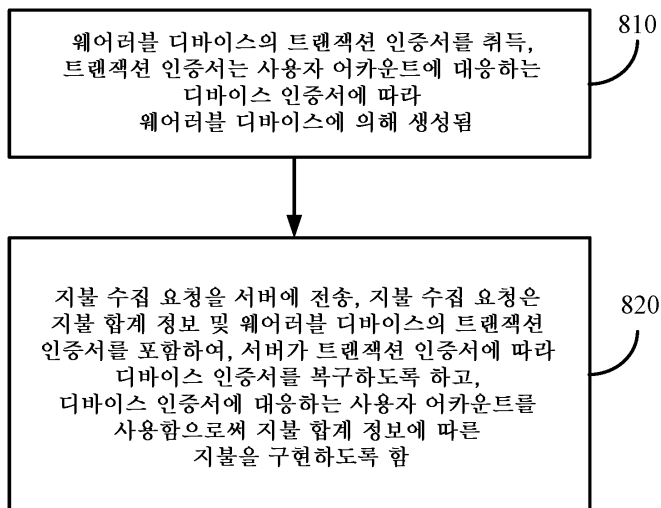 웨어러블 디바이스의 트랜잭션 인증서를 취득,
트랜잭션 인증서는 사용자 어카운트에 대응하는
디바이스 인증서에 따라
웨어러블 디바이스에 의해 생성됨
810
지불 수집 요청을 서버에 전송, 지불 수집 요청은
지불 합계 정보 및 웨어러블 디바이스의 트랜잭션
인증서를 포함하여, 서버가 트랜잭션 인증서에 따라
디바이스 인증서를 복구하도록 하고,
디바이스 인증서에 대응하는 사용자 어카운트를
사용함으로써 지불 합계 정보에 따른
지불을 구현하도록 함
820